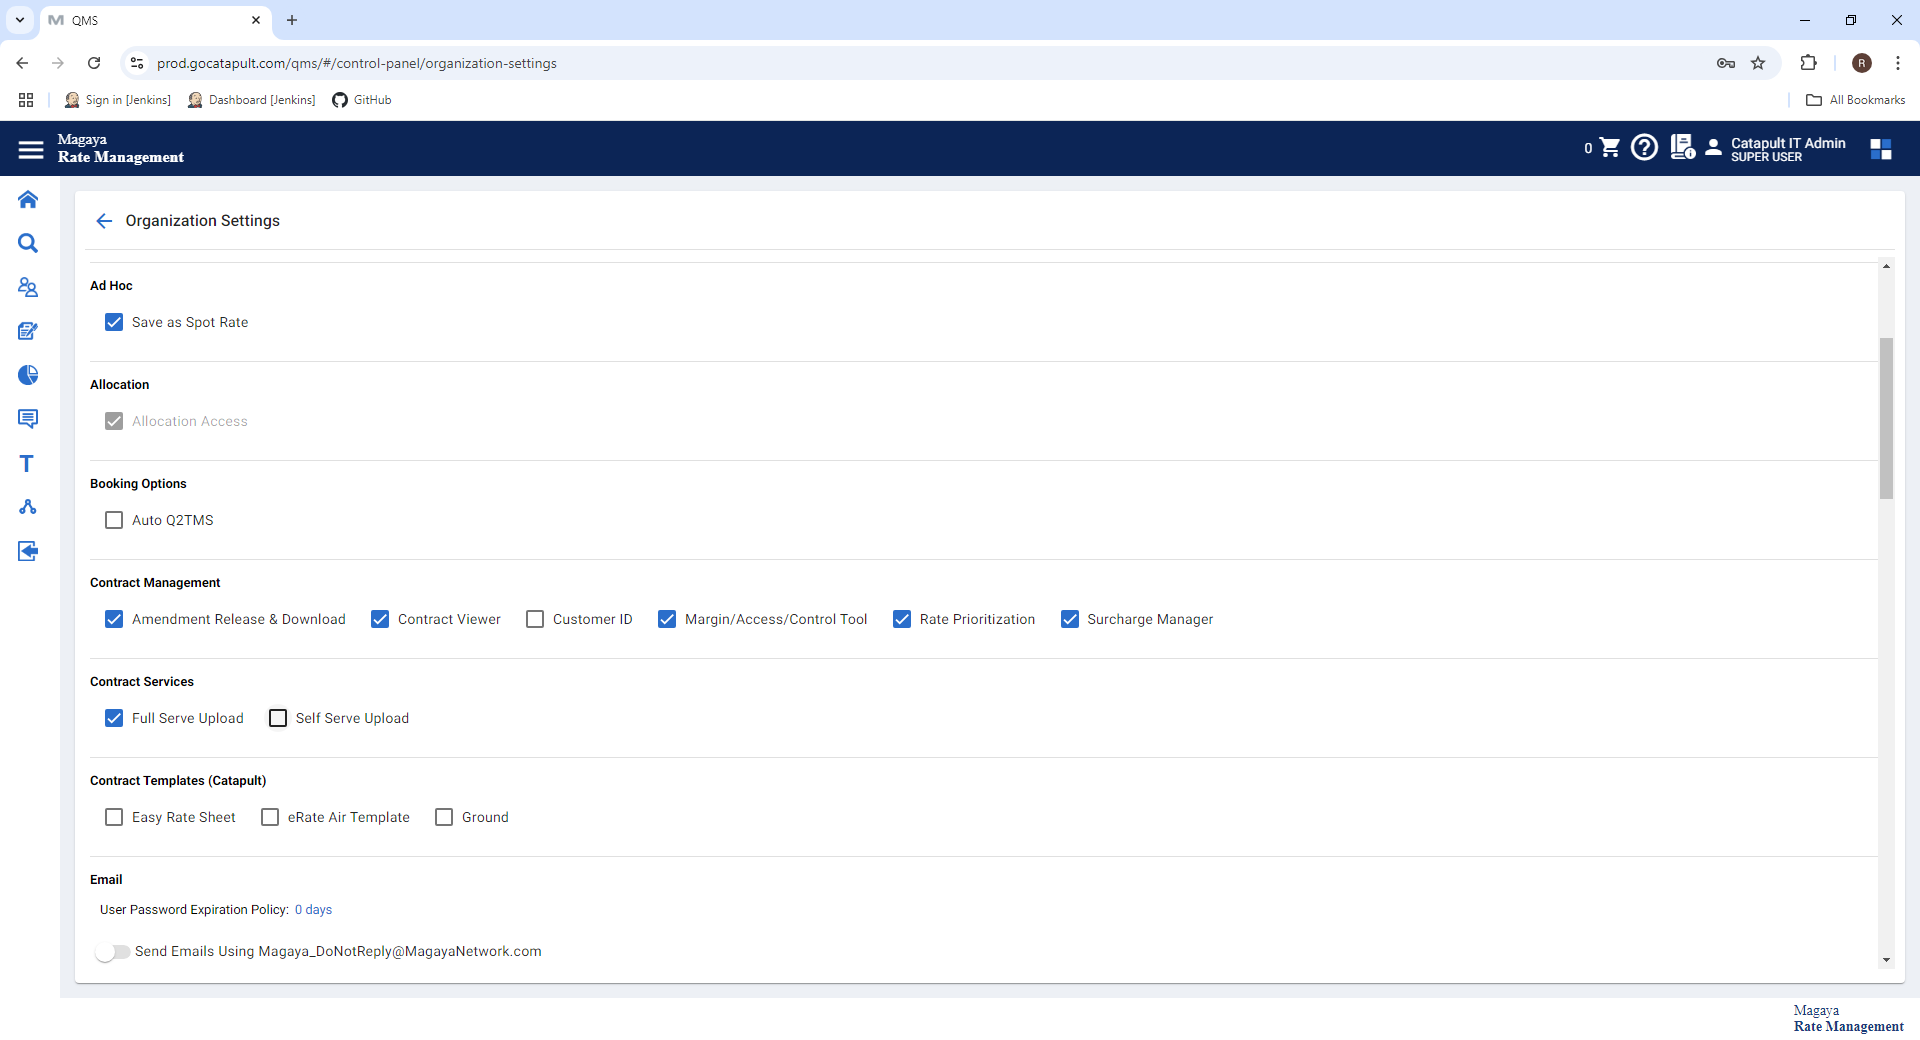 QMS
prod.gocatapult.com/qms/#/control-panel/organization-settings
R
Sign in [Jenkins]
Dashboard [Jenkins]
GitHub
All Bookmarks
Magaya
Rate Management
0
Catapult IT Admin
SUPER USER
Organization Settings
Ad Hoc
Save as Spot Rate
Allocation
Allocation Access
Booking Options
Auto Q2TMS
Contract Management
Amendment Release & Download
Contract Viewer
Customer ID
Margin/Access/Control Tool
Rate Prioritization
Surcharge Manager
Contract Services
Full Serve Upload
Self Serve Upload
Contract Templates (Catapult)
Easy Rate Sheet
eRate Air Template
Ground
Email
User Password Expiration Policy: 0 days
Send Emails Using Magaya_DoNotReply@MagayaNetwork.com
T
Magaya
Rate Management